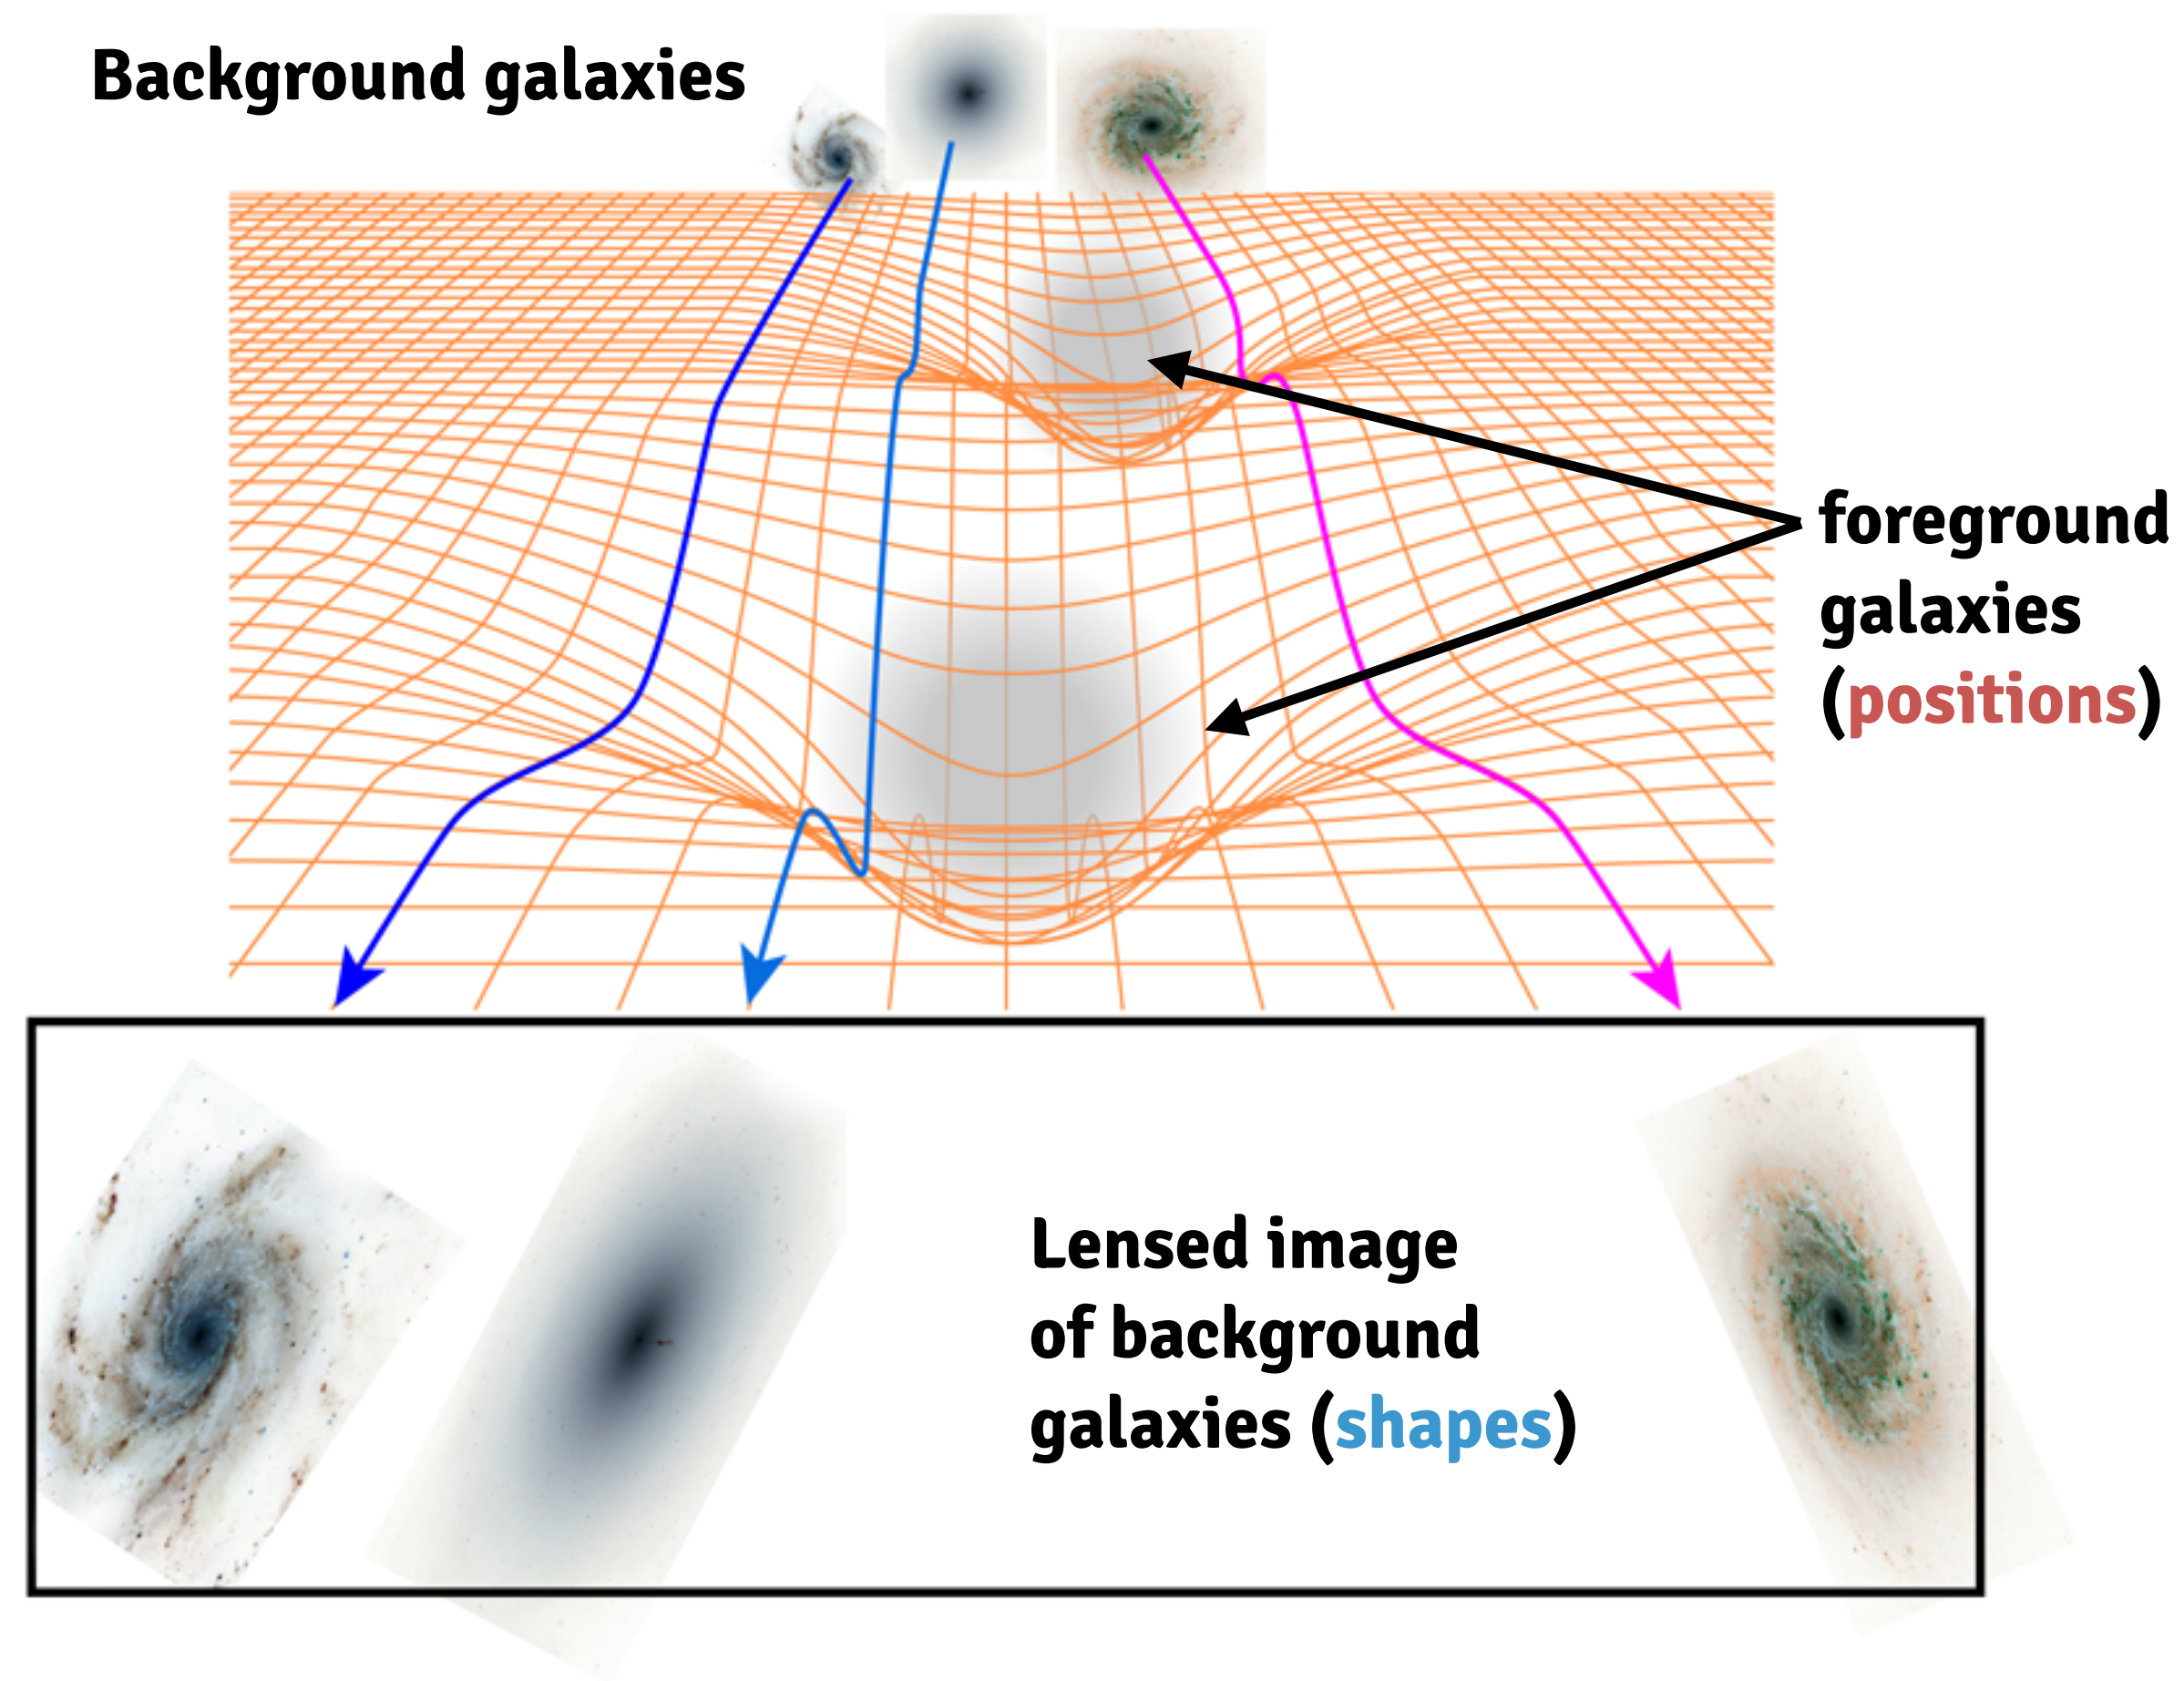 Background galaxies
foreground
galaxies
(positions)
Lensed image
of background
galaxies (shapes)